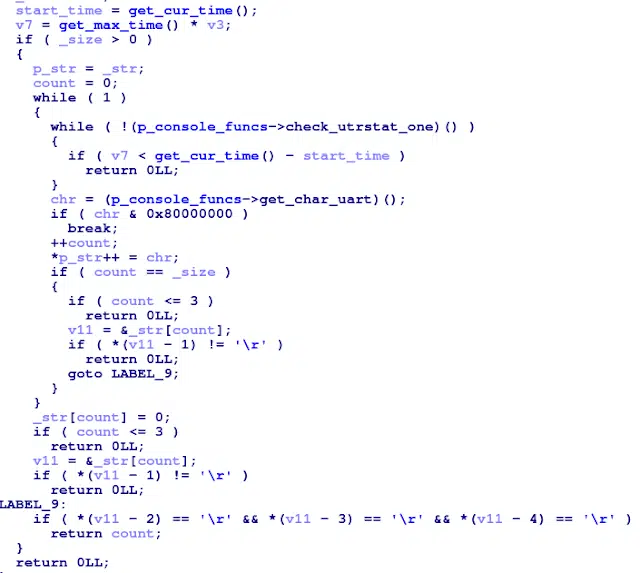 start_time = get_cur_time();
v7 = get_max_time() * v3;
if ( _size > 0 )
{
p_str = _str;
count = 0;
while ( 1 )
{
while ( !(p_console_funcs->check_utrstat_one)() )
{
if ( v7 < get_cur_time() - start_time )
return 0LL;
}
chr = (p_console_funcs->get_char_uart)();
if ( chr & 0x80000000 )
break;
++count;
*p_str++ = chr;
if ( count == _size )
{
if ( count <= 3 )
return 0LL;
v11 = &_str[count];
if ( *(v11 - 1) != '\r' )
return 0LL;
goto LABEL_9;
}
}
_str[count] = 0;
if ( count <= 3 )
return 0LL;
v11 = &_str[count];
if ( *(v11 - 1) != '\r' )
return 0LL;
LABEL_9:
if ( *(v11 - 2) == '\r' && *(v11 - 3) == '\r' && *(v11 - 4) == '\r' )
return count;
}
return 0LL;